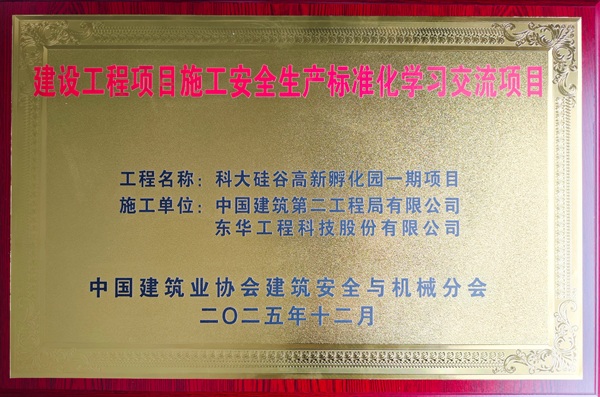 建设工程项目施工安全生产标准化学习交流项目
工程名称：科大硅谷高新孵化园一期项目
施工单位：中国建筑第二工程局有限公司
东华工程科技股份有限公司
中国建筑业协会建筑安全与机械分会
二〇二五年十二月